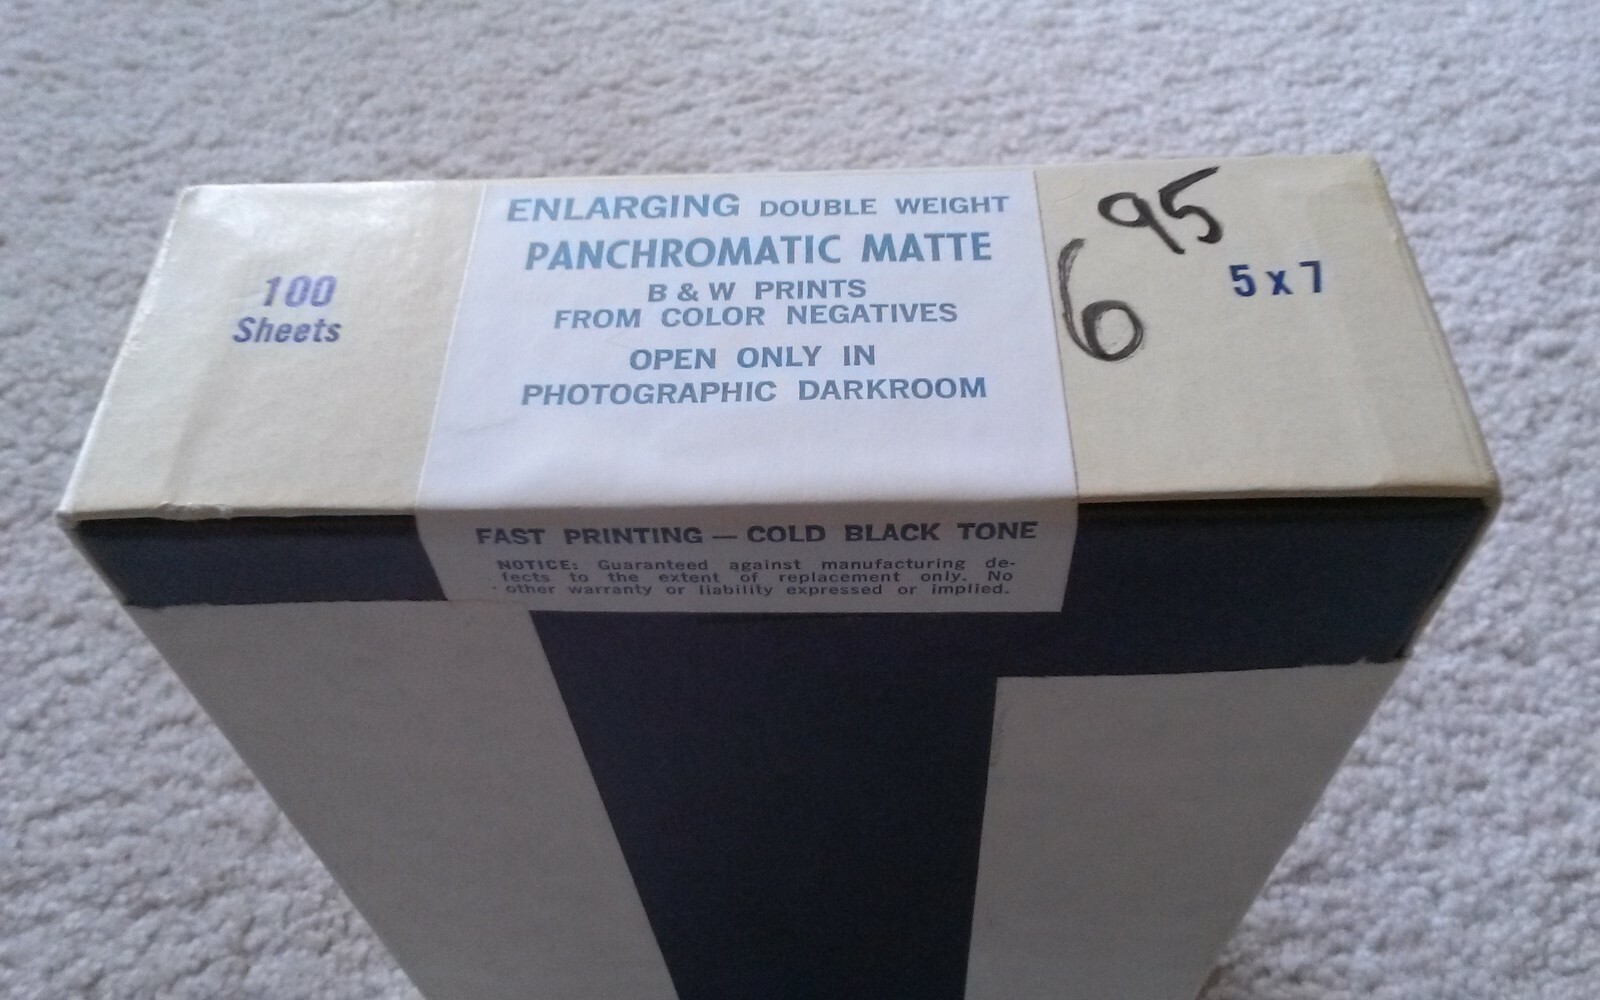 100
Sheets
ENLARGING DOUBLE WEIGHT
PANCHROMATIC MATTE
B & W PRINTS
FROM COLOR NEGATIVES
OPEN ONLY IN
PHOTOGRAPHIC DARKROOM
6 95
5 x 7
FAST PRINTING — COLD BLACK TONE
NOTICE: Guaranteed against manufacturing de-
fects to the extent of replacement only. No
other warranty or liability expressed or implied.